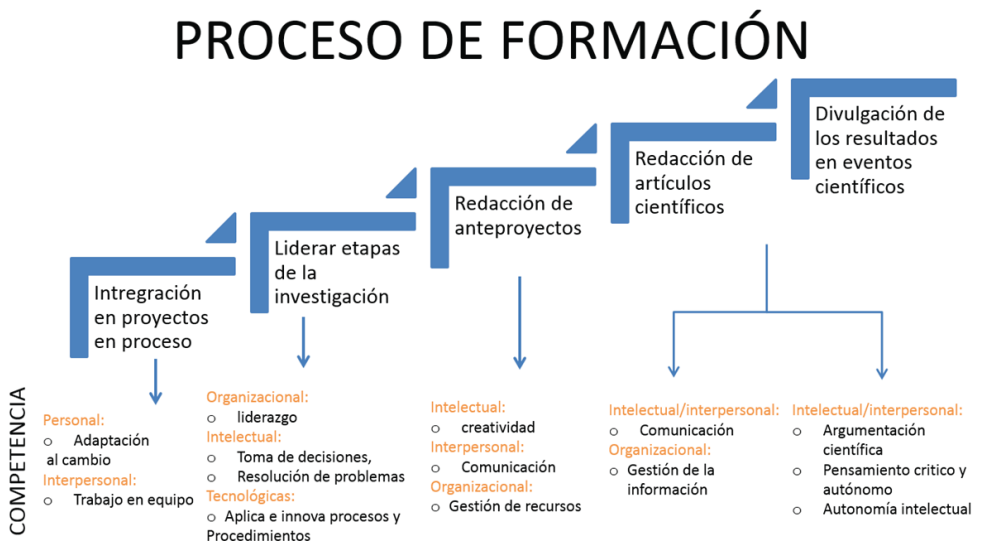 PROCESO DE FORMACIÓN
Intregración
en proyectos
en proceso
Liderar etapas
de la
investigación
Redacción de
anteproyectos
Redacción de
artículos
científicos
Divulgación de
los resultados
en eventos
científicos
COMPETENCIA
Personal:
o Adaptación
al cambio
Interpersonal:
o Trabajo en equipo
Organizacional:
o liderazgo
Intelectual:
o Toma de decisiones,
o Resolución de problemas
Tecnológicas:
o Aplica e innova procesos y
Procedimientos
Intelectual:
o creatividad
Interpersonal:
o Comunicación
Organizacional:
o Gestión de recursos
Intelectual/interpersonal:
o Comunicación
Organizacional:
o Gestión de la
información
Intelectual/interpersonal:
o Argumentación
científica
o Pensamiento critico y
autónomo
o Autonomía intelectual